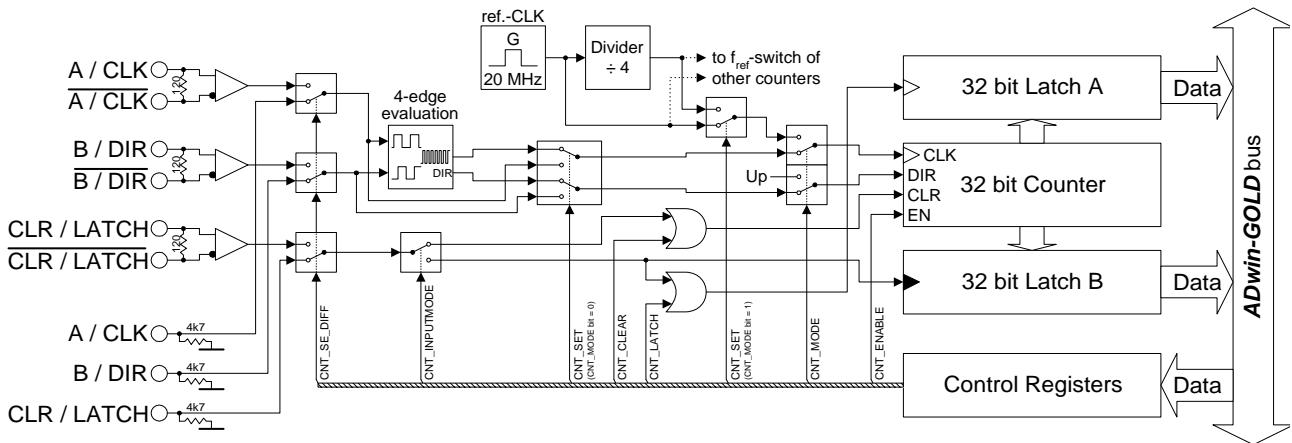 ref.-CLK
G
20 MHz
Divider
÷ 4
to fref-switch of
other counters
A / CLK
120
A / CLK
4-edge
evaluation
DIR
B / DIR
120
B / DIR
CLR / LATCH
120
CLR / LATCH
A / CLK
4k7
B / DIR
4k7
CLR / LATCH
4k7
Up
CNT_SE_DIFF
CNT_INPUTMODE
CNT_SET
(CNT_MODE bit = 0)
CNT_CLEAR
CNT_LATCH
CNT_SET
(CNT_MODE bit = 1)
CNT_MODE
CNT_ENABLE
32 bit Latch A
Data
CLK
DIR
32 bit Counter
CLR
EN
32 bit Latch B
Data
Control Registers
Data
ADwin-GOLD bus